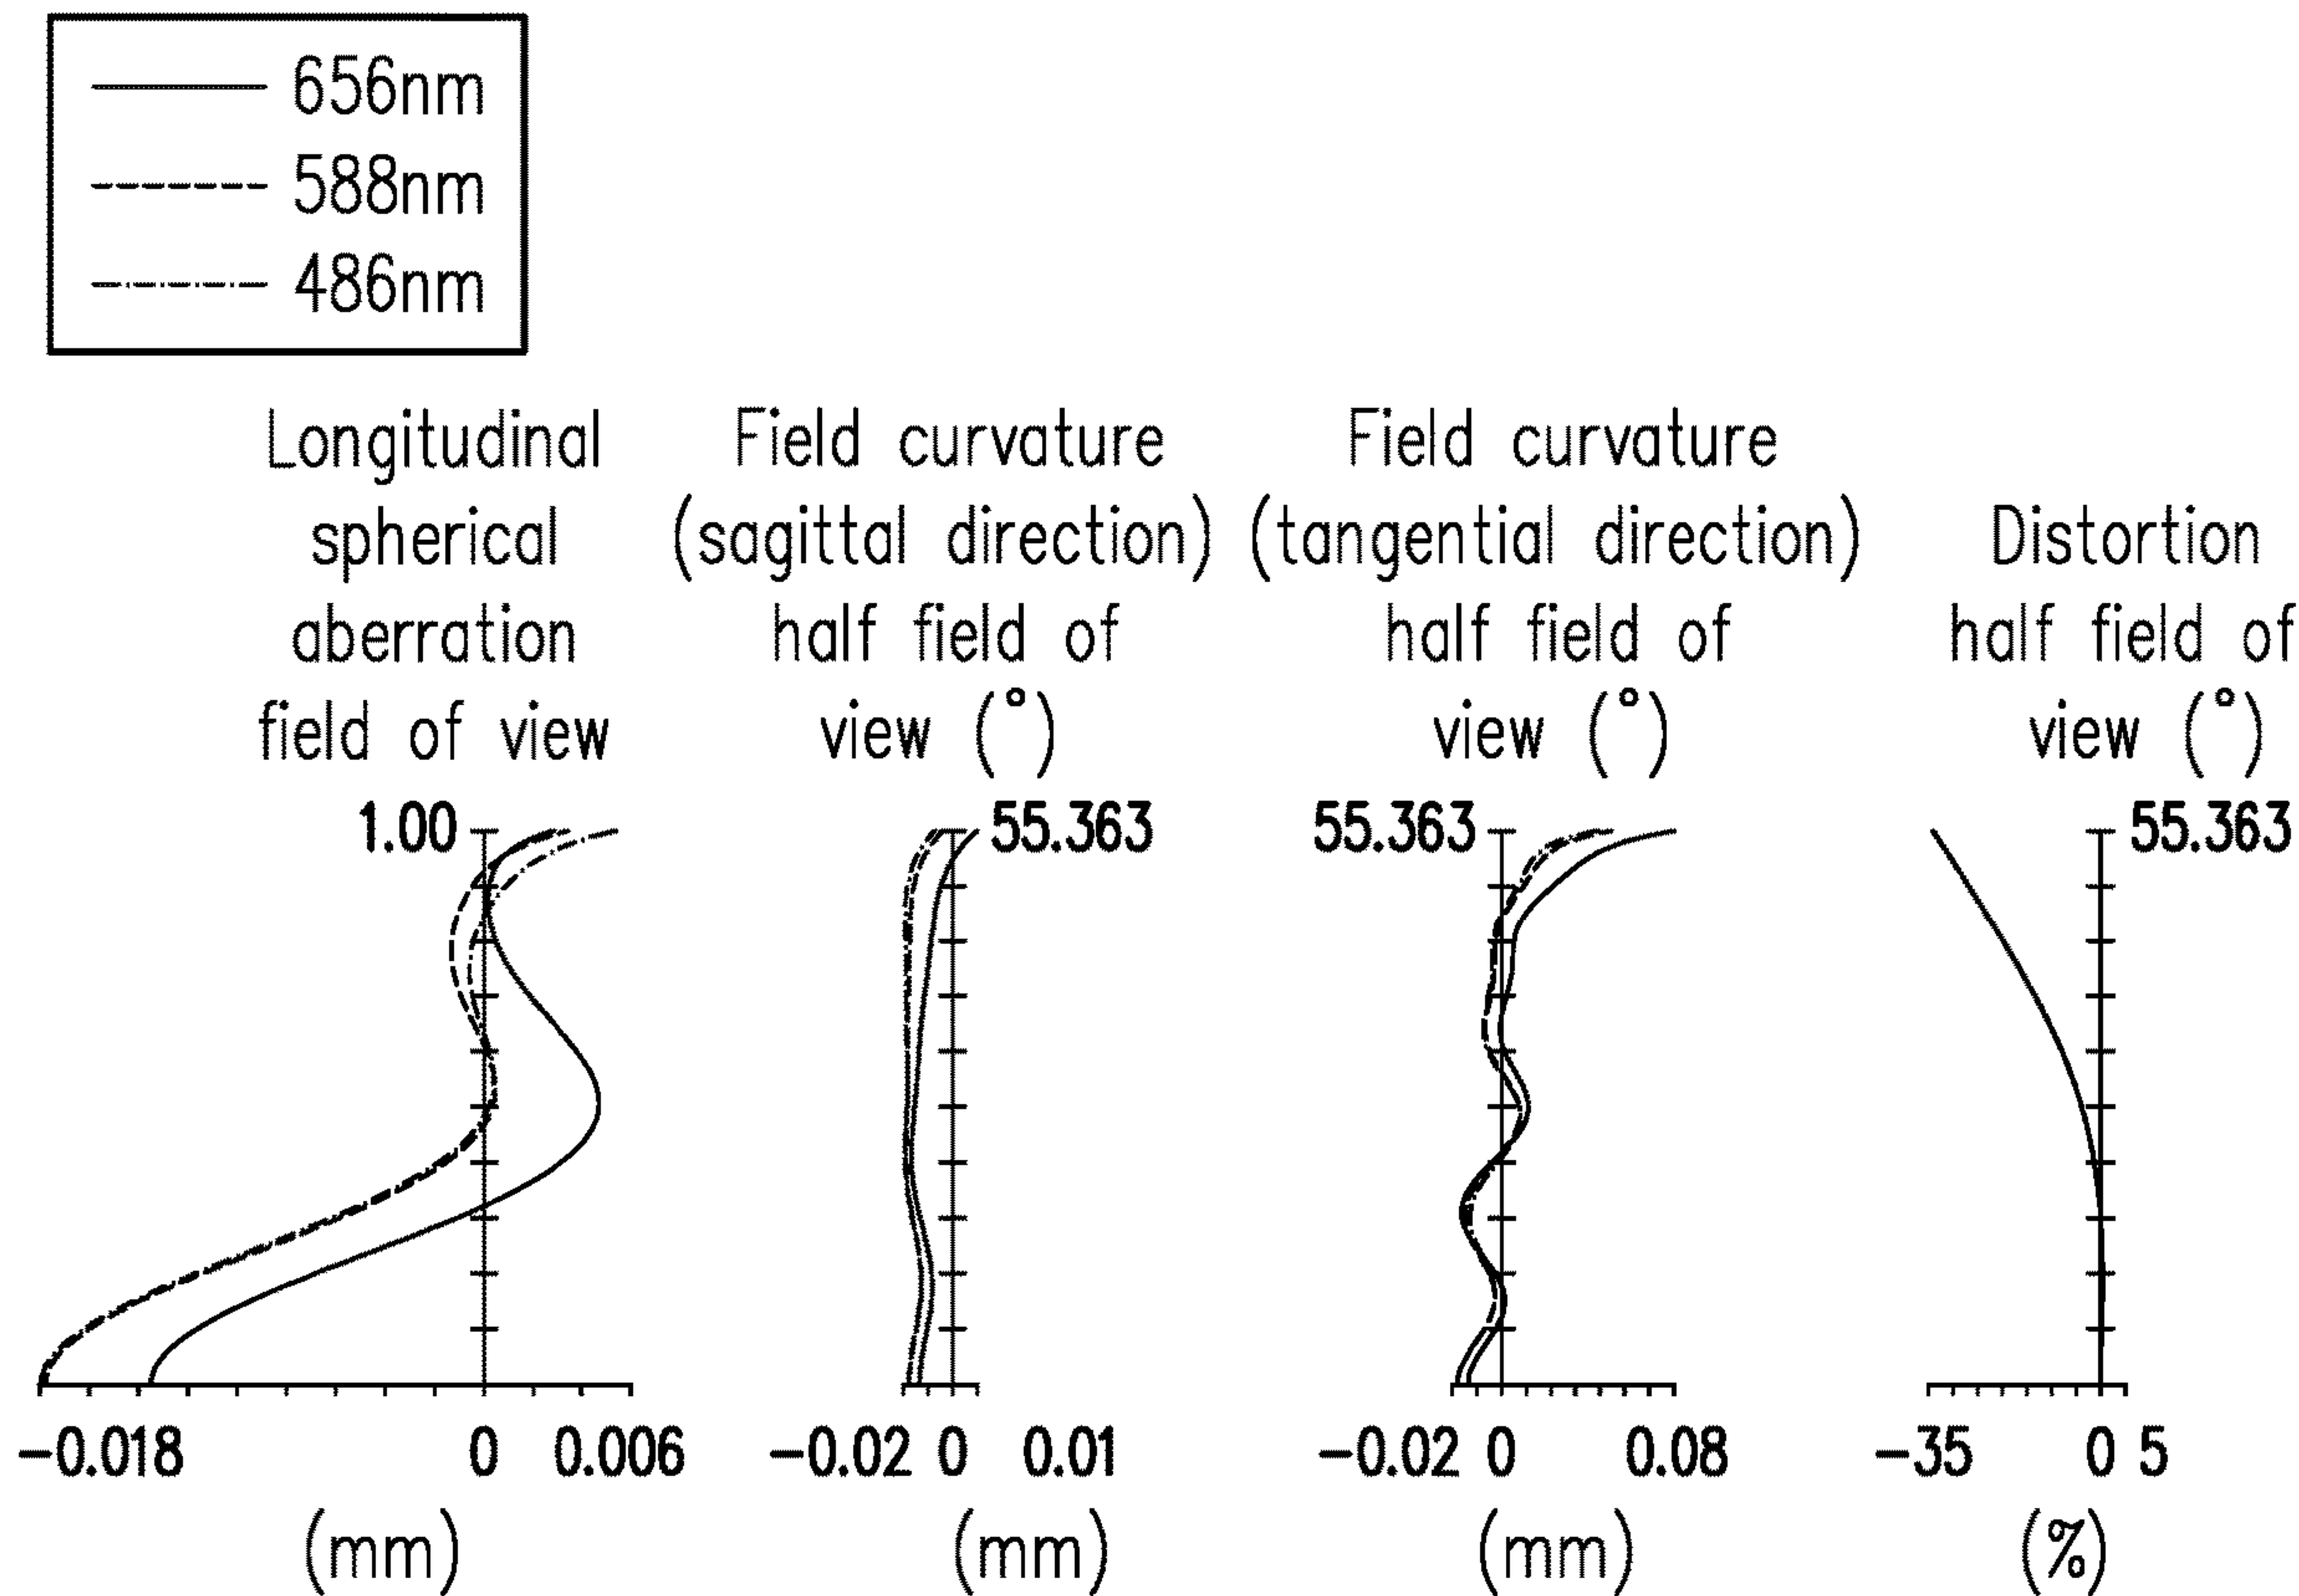 656nm
588nm
486nm
Longitudinal
spherical
aberration
field of view
1.00
-0.018 0 0.006
(mm)
Field curvature
(sagittal direction)
half field of
view (°)
55.363
-0.02 0 0.01
(mm)
Field curvature
(tangential direction)
half field of
view (°)
55.363
-0.02 0 0.08
(mm)
Distortion
half field of
view (°)
55.363
-35 0 5
(%)